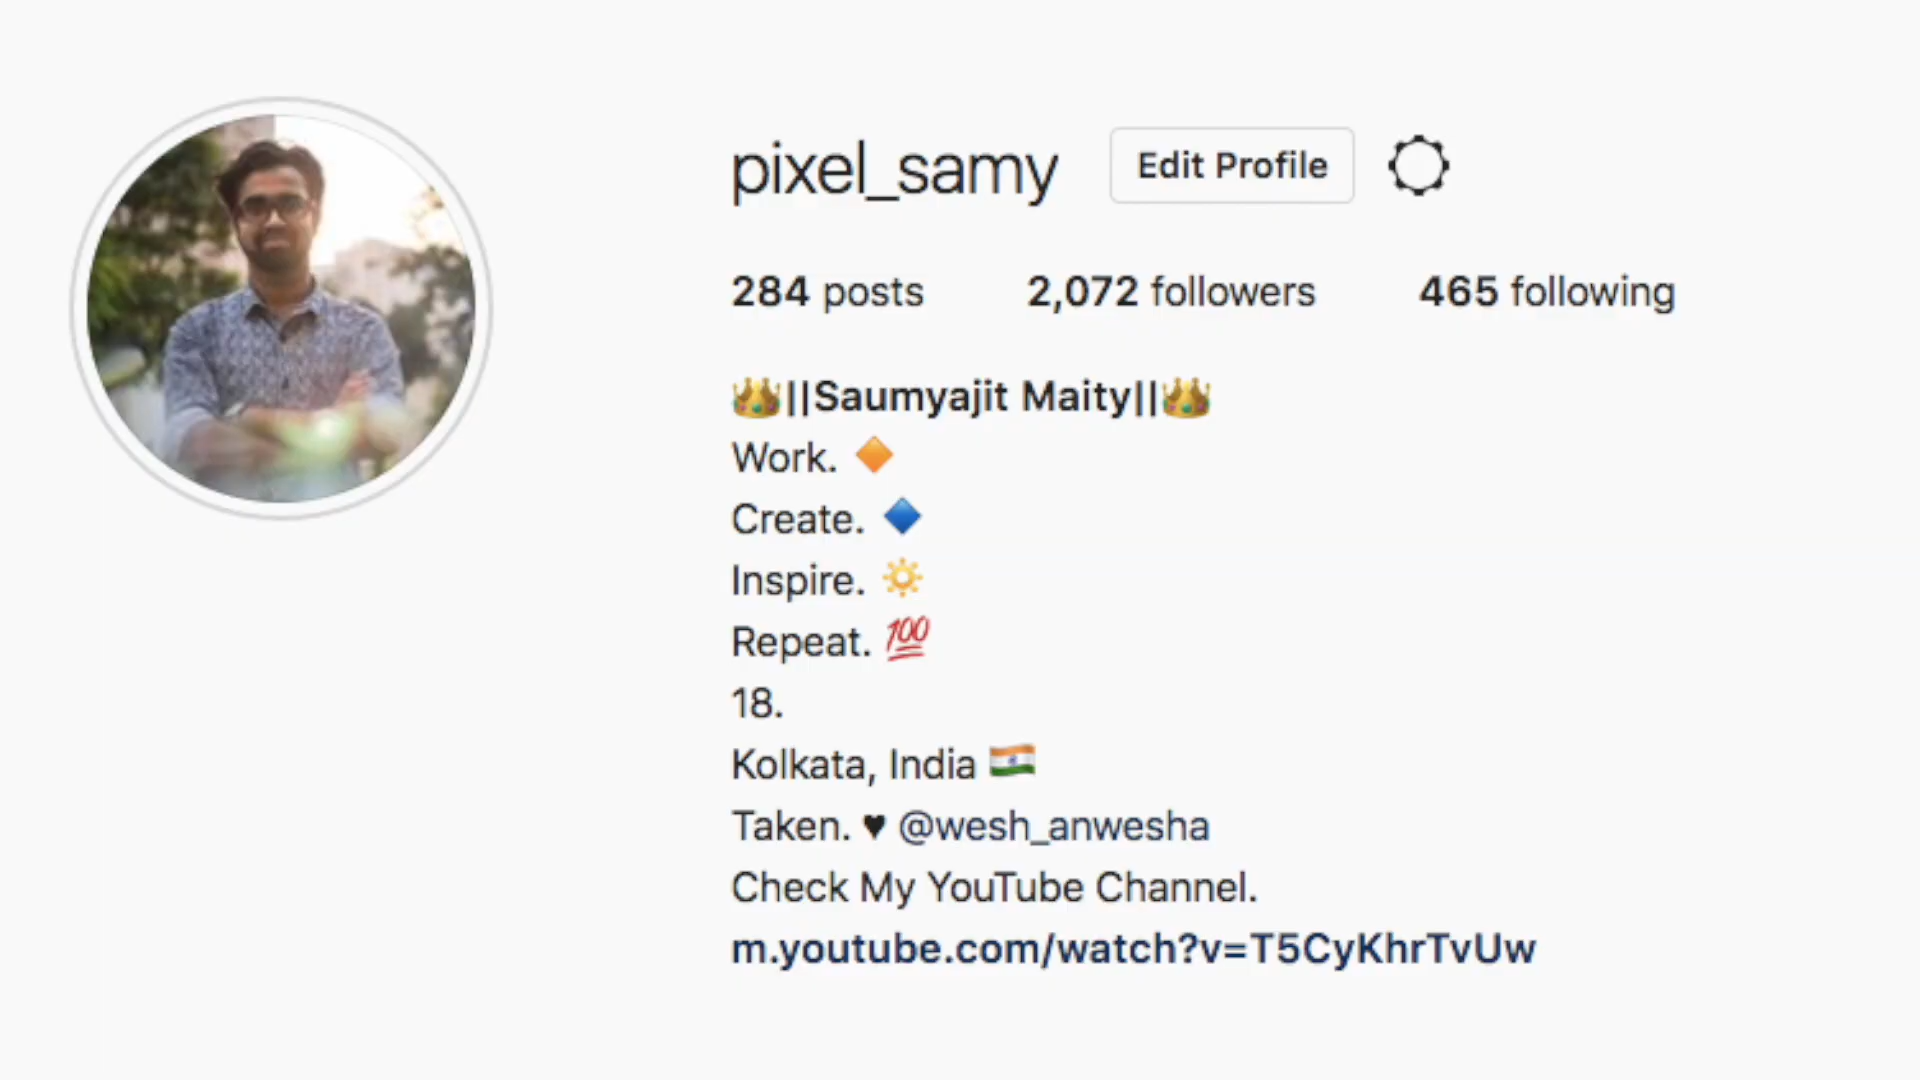 pixel_samy Edit Profile
284 posts 2,072 followers 465 following
👑||Saumyajit Maity||👑
Work. 🔶
Create. 🔷
Inspire. 🔅
Repeat. 💯
18.
Kolkata, India 🇮🇳
Taken. ♥ @wesh_anwesha
Check My YouTube Channel.
m.youtube.com/watch?v=T5CyKhrTvUw